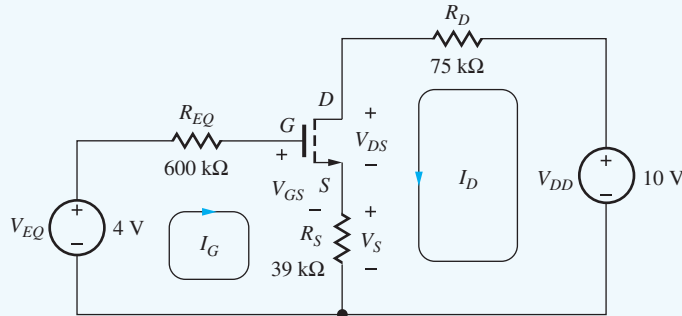 R_D
75 kΩ
D
R_EQ
G
+
+
V_DS
−
600 kΩ
V_GS
S
−
I_D
V_DD
+
−
10 V
V_EQ
+
−
4 V
I_G
R_S
+
V_S
−
39 kΩ